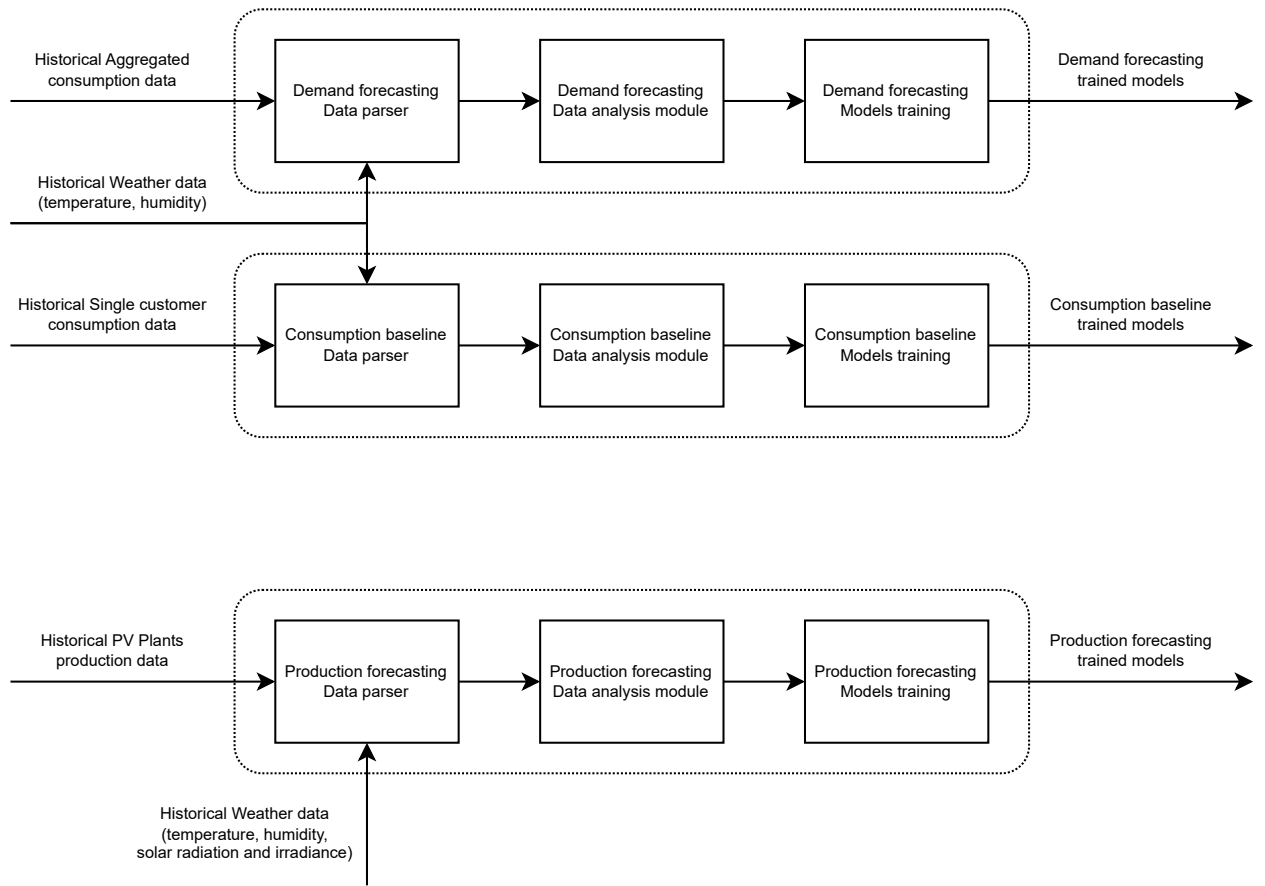 Historical Aggregated
consumption data
Demand forecasting
Data parser
Demand forecasting
Data analysis module
Demand forecasting
Models training
Demand forecasting
trained models
Historical Weather data
(temperature, humidity)
Historical Single customer
consumption data
Consumption baseline
Data parser
Consumption baseline
Data analysis module
Consumption baseline
Models training
Consumption baseline
trained models
Historical PV Plants
production data
Production forecasting
Data parser
Production forecasting
Data analysis module
Production forecasting
Models training
Production forecasting
trained models
Historical Weather data
(temperature, humidity,
solar radiation and irradiance)